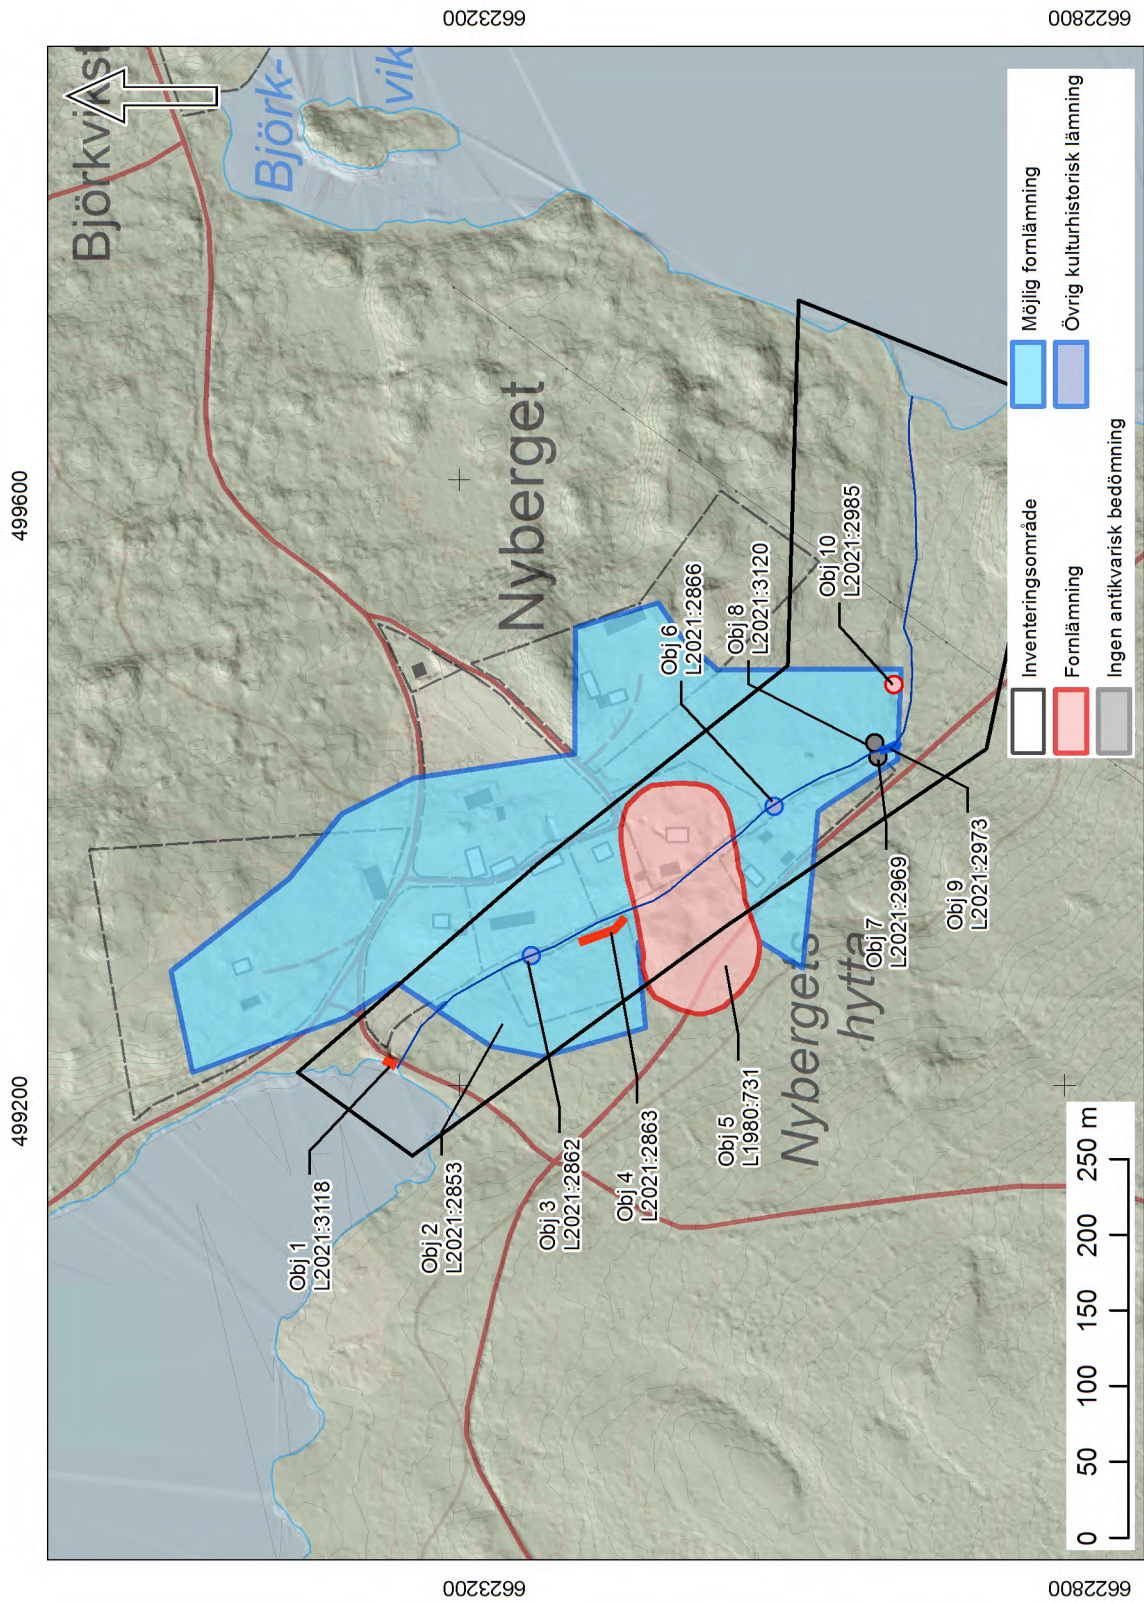 6623200
6622800
Björkvikst
Björk-
vik
499600
499200
Nyberget
Nybergets
hytta
Obj 1
L2021:3118
Obj 2
L2021:2853
Obj 3
L2021:2862
Obj 4
L2021:2863
Obj 5
L1980:731
Obj 6
L2021:2866
Obj 8
L2021:3120
Obj 10
L2021:2985
Obj 7
L2021:2969
Obj 9
L2021:2973
Inventeringsområde
Fornlämning
Ingen antikvarisk bedömning
Möjlig fornlämning
Övrig kulturhistorisk lämning
0 50 100 150 200 250 m
6623200
6622800